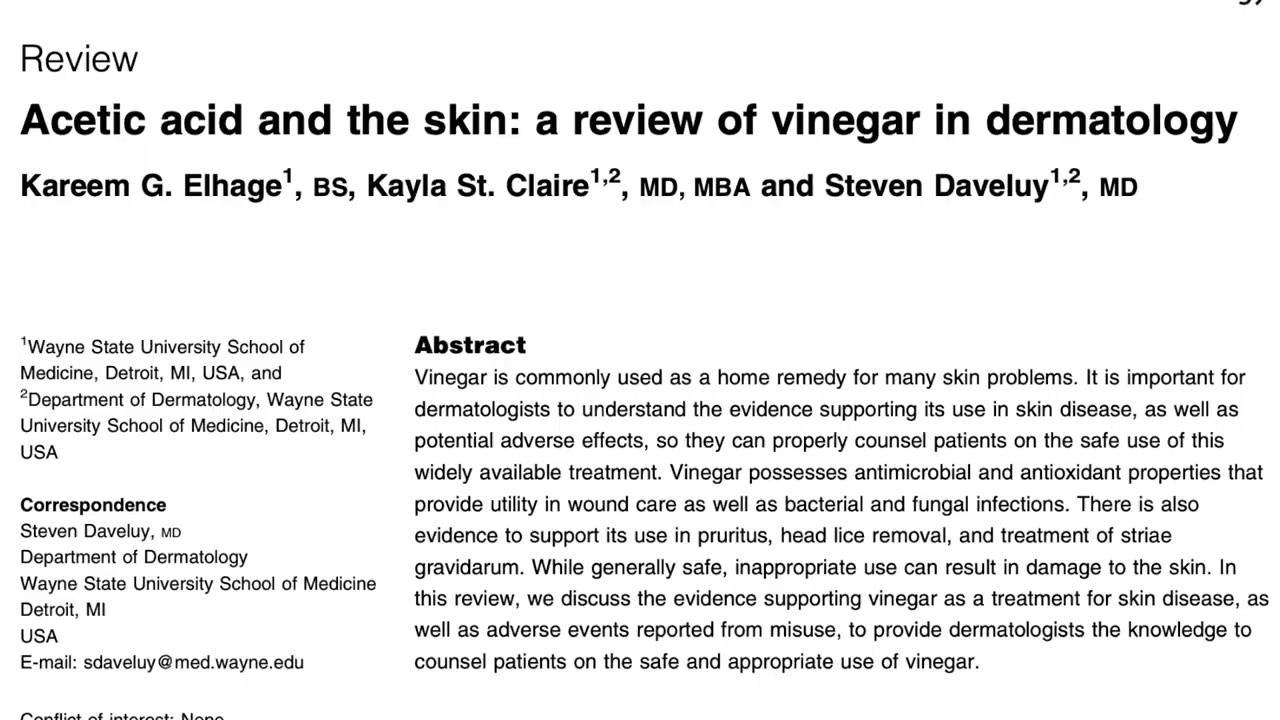 Review
Acetic acid and the skin: a review of vinegar in dermatology
Kareem G. Elhage1, BS, Kayla St. Claire1,2, MD, MBA and Steven Daveluy1,2, MD
1Wayne State University School of
Medicine, Detroit, MI, USA, and
2Department of Dermatology, Wayne State
University School of Medicine, Detroit, MI,
USA
Correspondence
Steven Daveluy, MD
Department of Dermatology
Wayne State University School of Medicine
Detroit, MI
USA
E-mail: sdaveluy@med.wayne.edu
Conflict of interest: None
Abstract
Vinegar is commonly used as a home remedy for many skin problems. It is important for
dermatologists to understand the evidence supporting its use in skin disease, as well as
potential adverse effects, so they can properly counsel patients on the safe use of this
widely available treatment. Vinegar possesses antimicrobial and antioxidant properties that
provide utility in wound care as well as bacterial and fungal infections. There is also
evidence to support its use in pruritus, head lice removal, and treatment of striae
gravidarum. While generally safe, inappropriate use can result in damage to the skin. In
this review, we discuss the evidence supporting vinegar as a treatment for skin disease, as
well as adverse events reported from misuse, to provide dermatologists the knowledge to
counsel patients on the safe and appropriate use of vinegar.